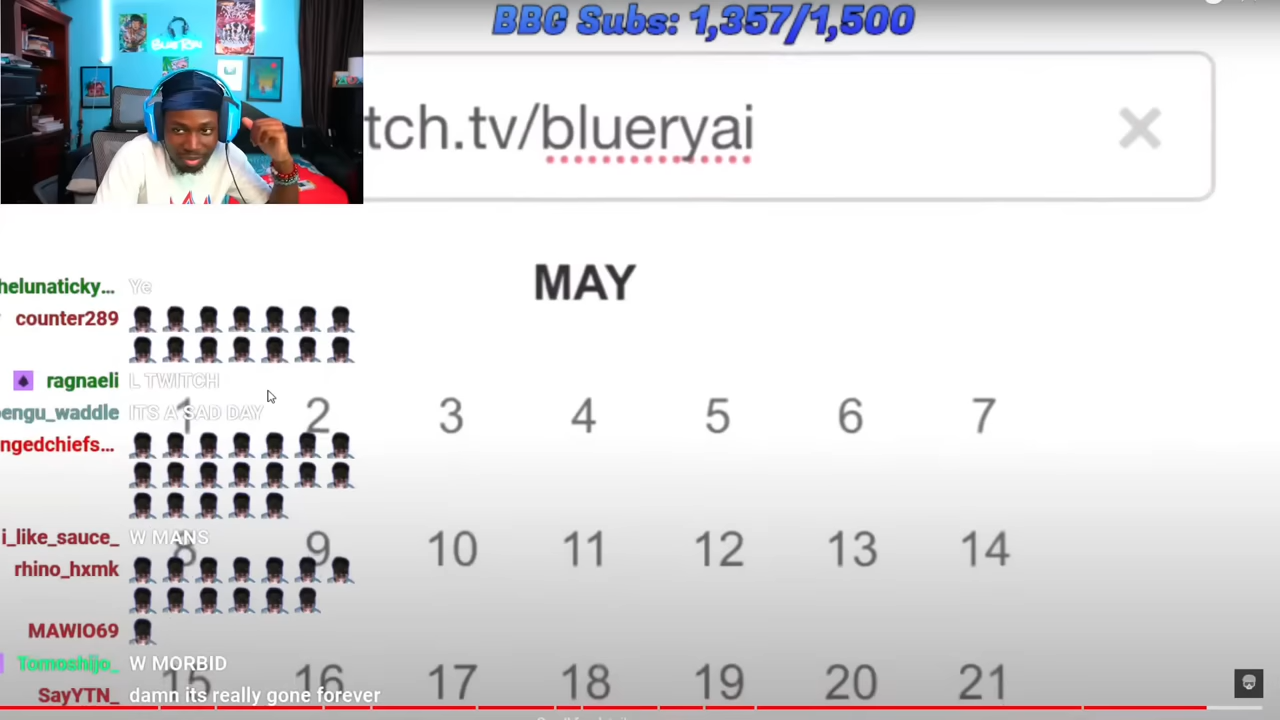 BBG Subs: 1,357/1,500
tch.tv/blueryai
MAY
helunaticky… Ye
counter289
ragnaeli L TWITCH
1 2 3 4 5 6 7
engu_waddle ITS A SAD DAY
ngedchiefs…
i_like_sauce_ W MANS
8 9 10 11 12 13 14
rhino_hxmk
MAWIO69
Tomoshijo_ W MORBID
15 16 17 18 19 20 21
SayYTN_ damn its really gone forever